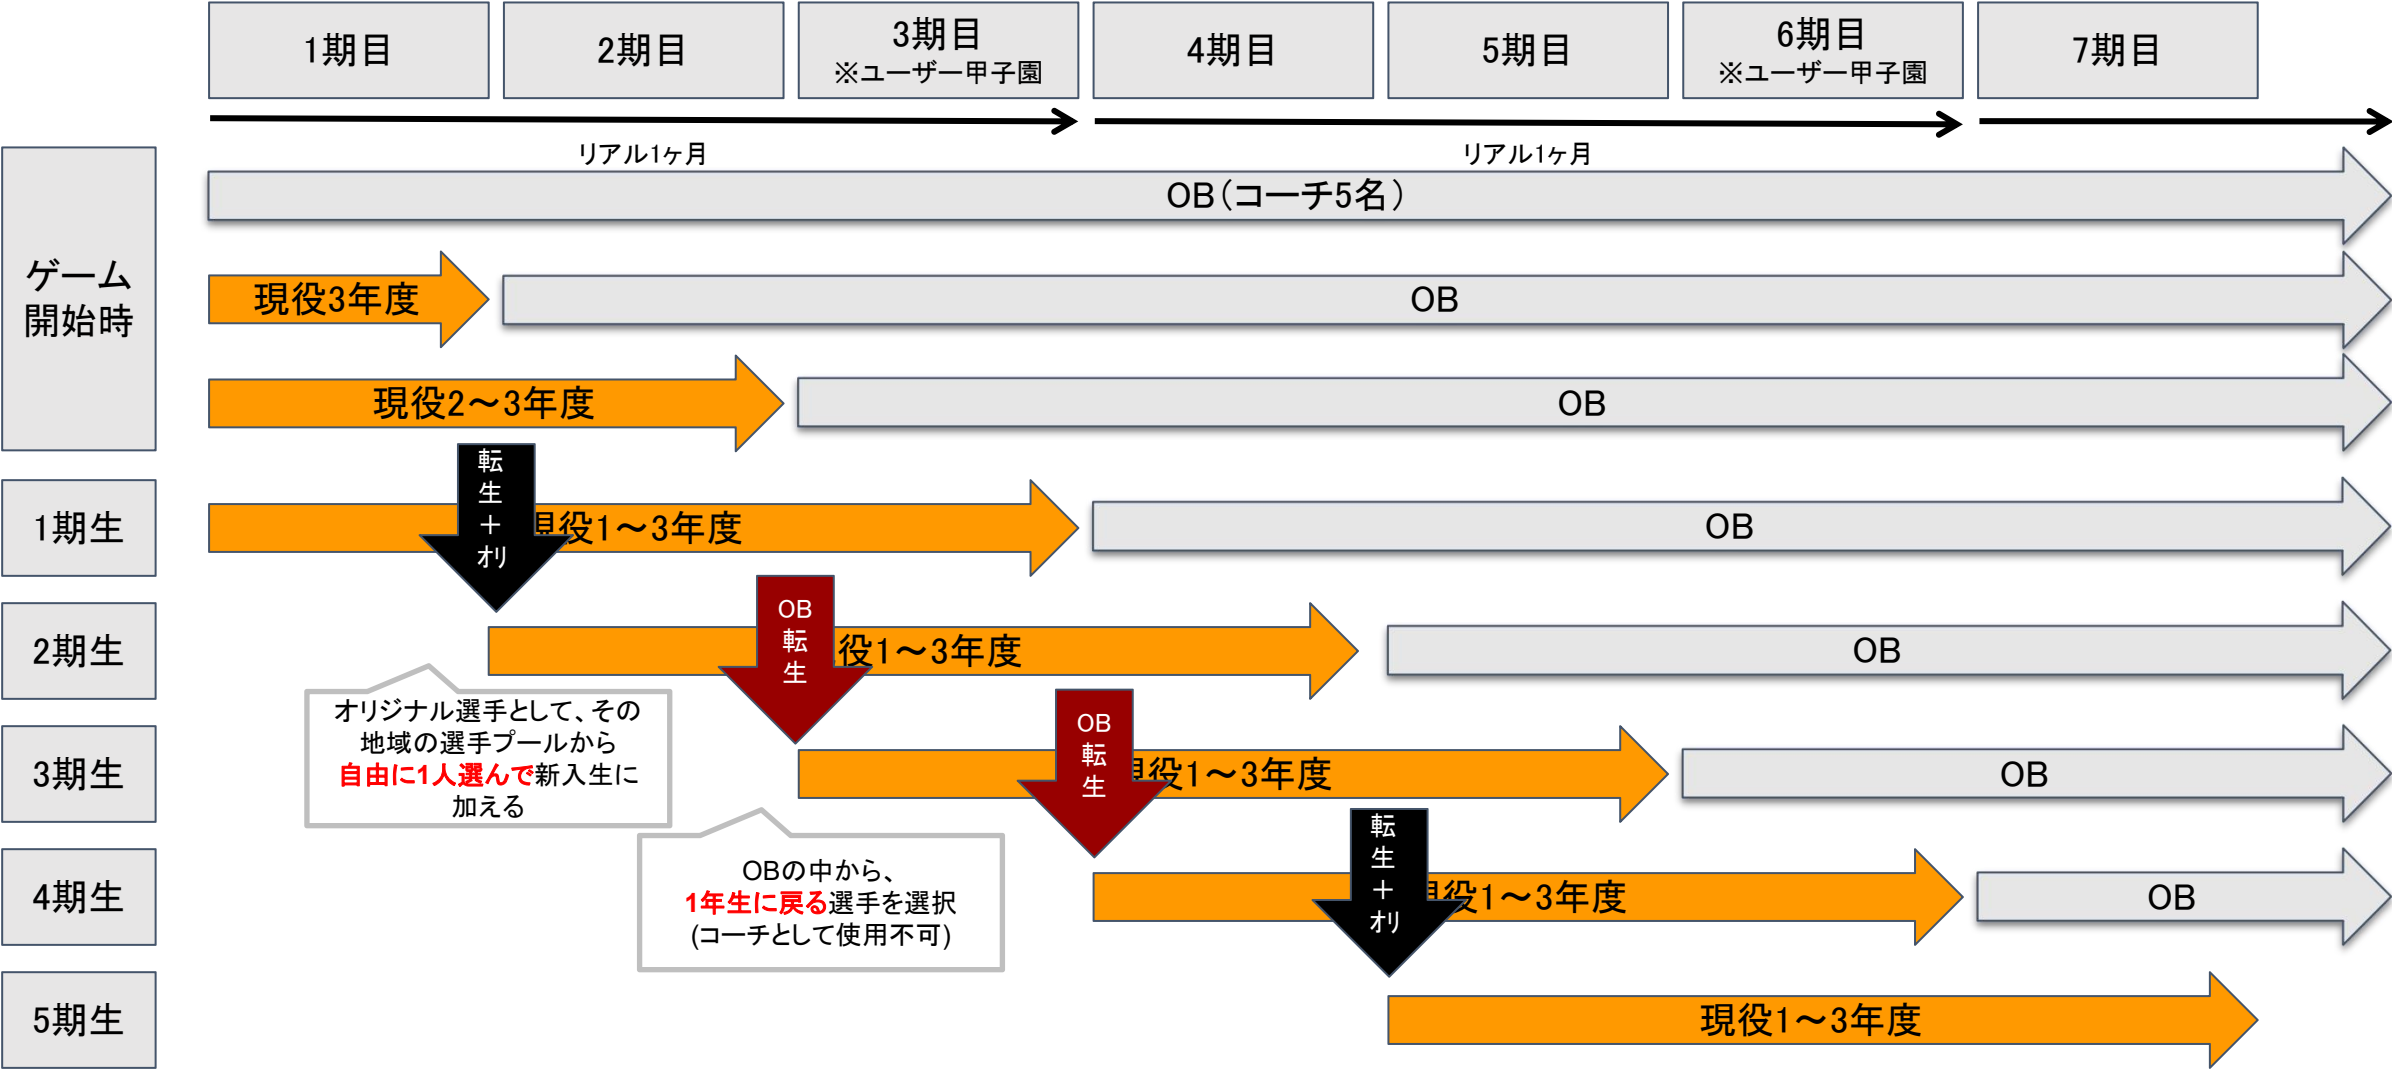 1期目
2期目
3期目
※ユーザー甲子園
4期目
5期目
6期目
※ユーザー甲子園
7期目
リアル1ヶ月
リアル1ヶ月
ゲーム
開始時
OB(コーチ5名)
現役3年度
OB
現役2～3年度
OB
転
生
＋
オリ
1期生
現役1～3年度
OB
OB
転
生
2期生
役1～3年度
OB
オリジナル選手として、その
地域の選手プールから
自由に1人選んで新入生に
加える
OB
転
生
3期生
現役1～3年度
OB
OBの中から、
1年生に戻る選手を選択
(コーチとして使用不可)
転
生
＋
オリ
4期生
現役1～3年度
OB
5期生
現役1～3年度